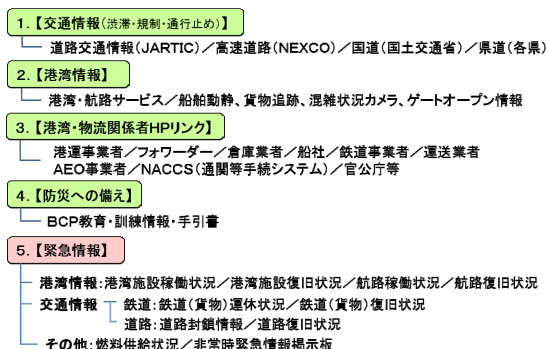 1．【交通情報(渋滞・規制・通行止め)】
道路交通情報(JARTIC)／高速道路(NEXCO)／国道(国土交通省)／県道(各県)
2．【港湾情報】
港湾・航路サービス／船舶動静、貨物追跡、混雑状況カメラ、ゲートオープン情報
3．【港湾・物流関係者HPリンク】
港運事業者／フォワーダー／倉庫業者／船社／鉄道事業者／運送業者
AEO事業者／NACCS(通関等手続システム)／官公庁等
4．【防災への備え】
BCP教育・訓練情報・手引書
5．【緊急情報】
港湾情報：港湾施設稼働状況／港湾施設復旧状況／航路稼働状況／航路復旧状況
交通情報 鉄道：鉄道(貨物)運休状況／鉄道(貨物)復旧状況
道路：道路封鎖情報／道路復旧状況
その他：燃料供給状況／非常時緊急情報掲示板